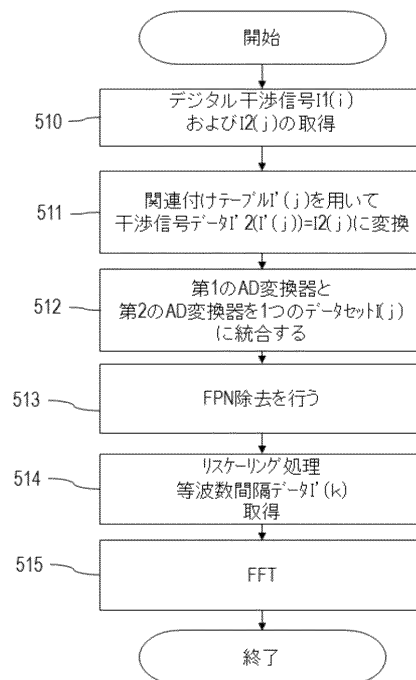 開始
510
デジタル干渉信号I1(i)
およびI2(j)の取得
511
関連付けテーブルI'(j)を用いて
干渉信号データI'2(I'(j))=I2(j)に変換
512
第1のAD変換器と
第2のAD変換器を1つのデータセットI(j)
に統合する
513
FPN除去を行う
514
リスケーリング処理
等波数間隔データI'(k)
取得
515
FFT
終了